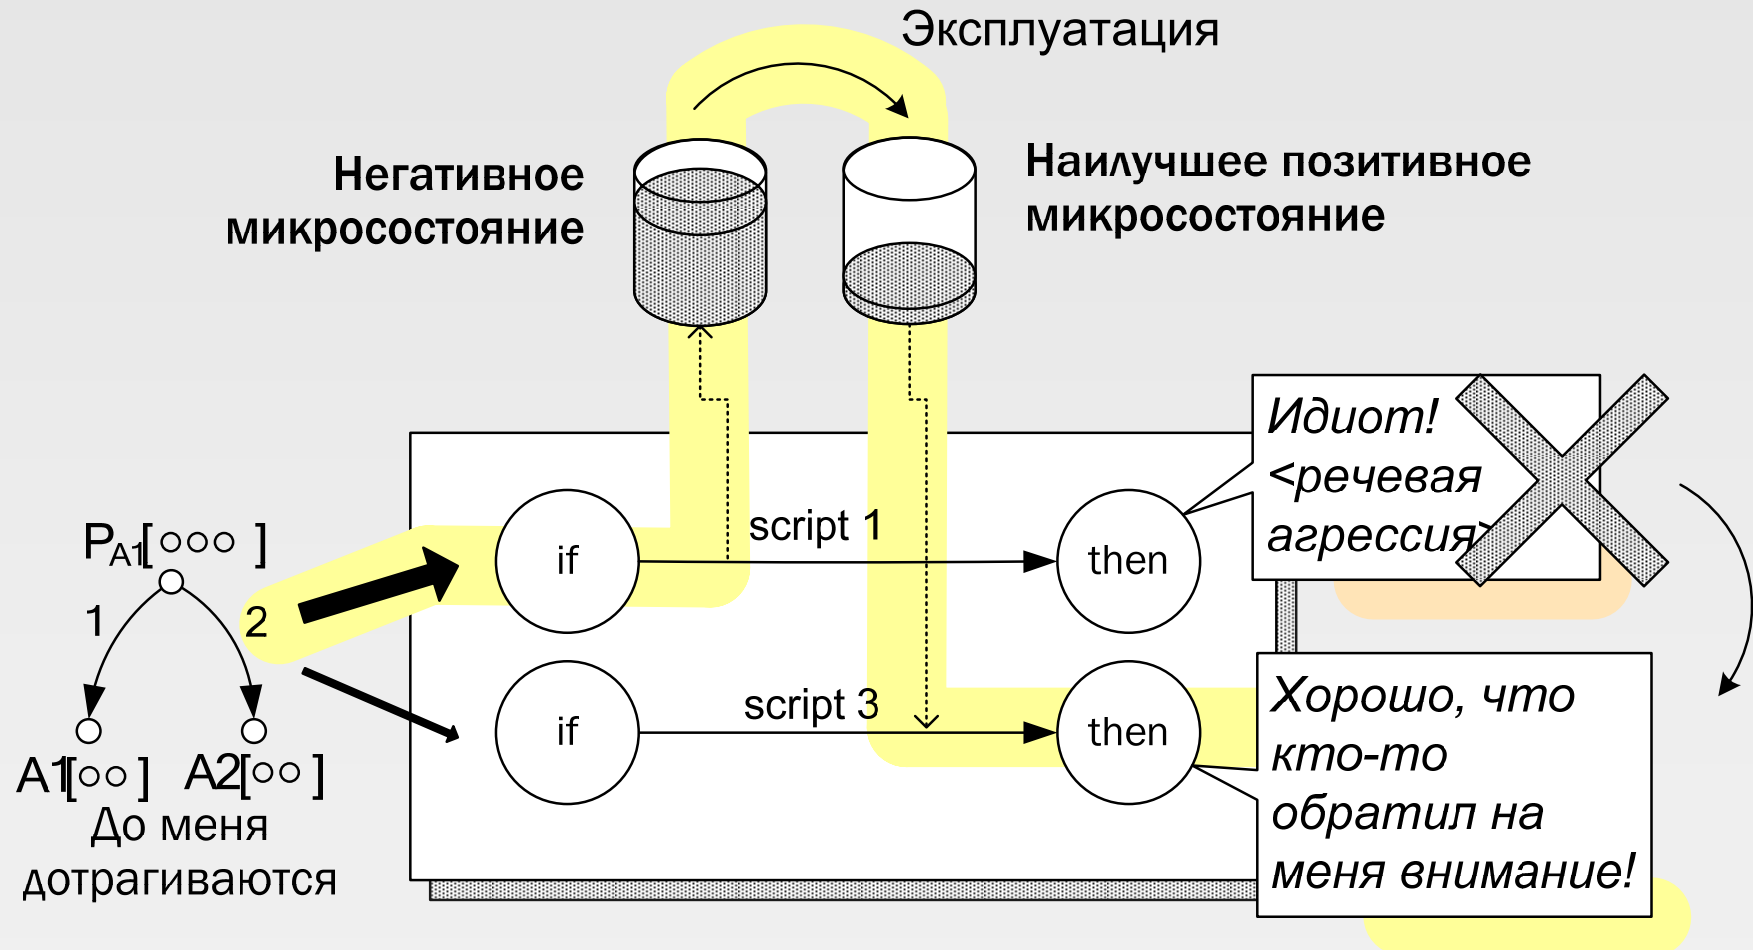 Эксплуатация
Негативное
микросостояние
Наилучшее позитивное
микросостояние
Идиот!
<речевая
агрессия>
script 1
if
then
P_A1[○○○ ]
1
2
script 3
if
then
A1[○○ ]
A2[○○ ]
До меня
дотрагиваются
Хорошо, что
кто-то
обратил на
меня внимание!